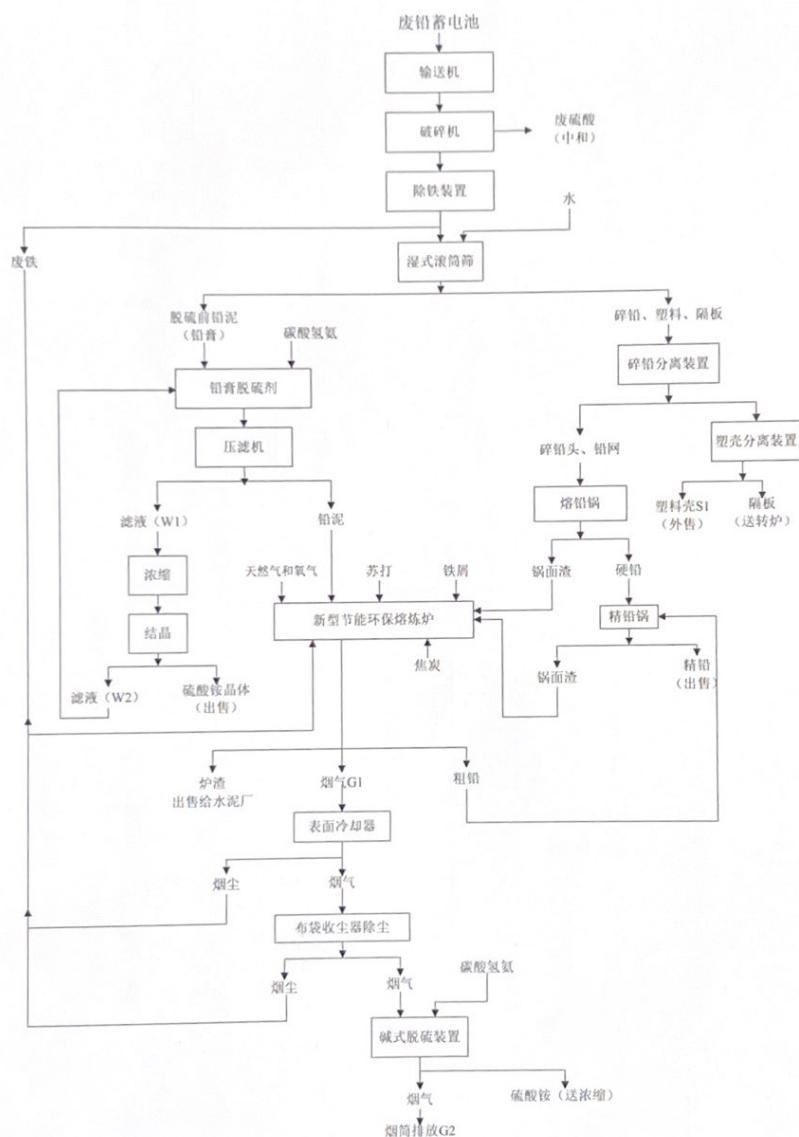 废铅蓄电池
输送机
破碎机
废硫酸
（中和）
除铁装置
水
废铁
湿式滚筒筛
脱硫前铅泥
（铅膏）
碳酸氢氨
碎铅、塑料、隔板
铅膏脱硫剂
碎铅分离装置
压滤机
碎铅头、铅网
塑壳分离装置
滤液（W1）
铅泥
熔铅锅
塑料壳S1
（外售）
隔板
（送转炉）
浓缩
天然气和氧气
苏打
铁屑
锅面渣
硬铅
结晶
新型节能环保熔炼炉
精铅锅
焦炭
滤液（W2）
硫酸铵晶体
（出售）
锅面渣
精铅
（出售）
炉渣
出售给水泥厂
烟气G1
粗铅
表面冷却器
烟尘
烟气
布袋收尘器除尘
烟尘
烟气
碳酸氢氨
碱式脱硫装置
烟气
硫酸铵（送浓缩）
烟筒排放G2